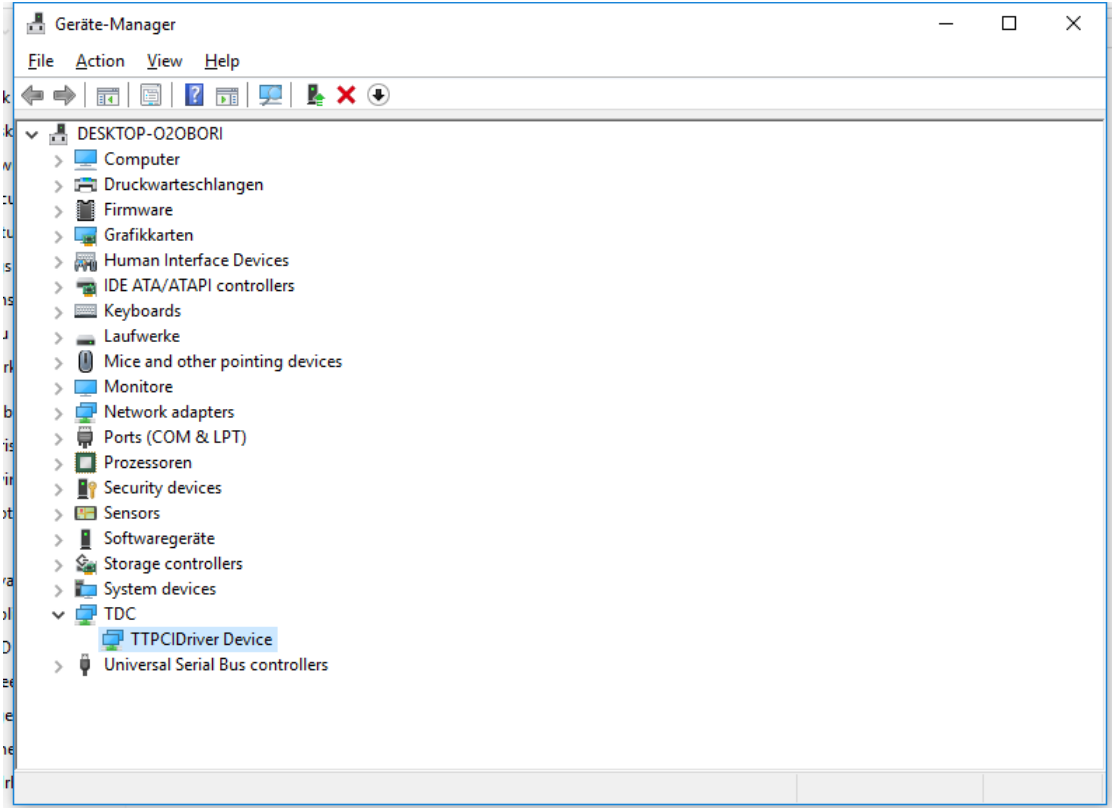 Geräte-Manager
File Action View Help
DESKTOP-O2OBORI
Computer
Druckwarteschlangen
Firmware
Grafikkarten
Human Interface Devices
IDE ATA/ATAPI controllers
Keyboards
Laufwerke
Mice and other pointing devices
Monitore
Network adapters
Ports (COM & LPT)
Prozessoren
Security devices
Sensors
Softwaregeräte
Storage controllers
System devices
TDC
TTPCIDriver Device
Universal Serial Bus controllers